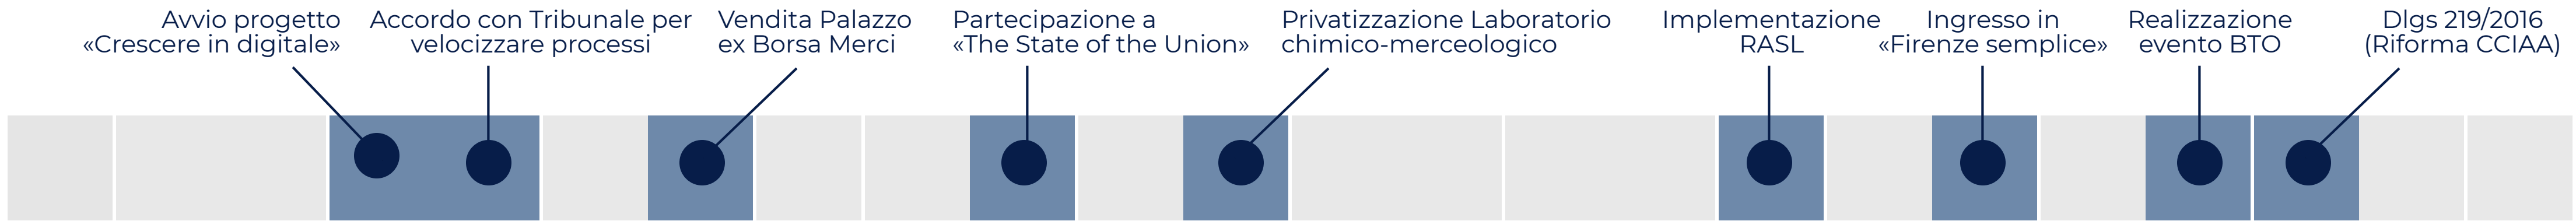 Avvio progetto
«Crescere in digitale»
Accordo con Tribunale per
velocizzare processi
Vendita Palazzo
ex Borsa Merci
Partecipazione a
«The State of the Union»
Privatizzazione Laboratorio
chimico-merceologico
Implementazione
RASL
Ingresso in
«Firenze semplice»
Realizzazione
evento BTO
Dlgs 219/2016
(Riforma CCIAA)